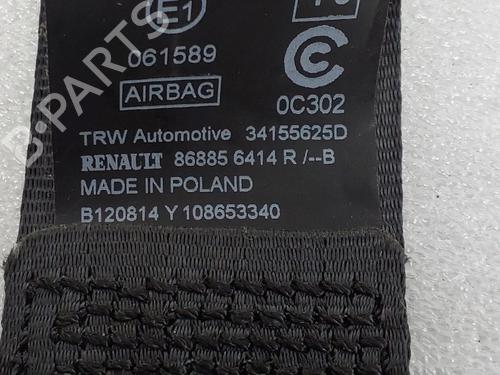 E1
061589
AIRBAG
C
0C302
TRW Automotive 34155625D
RENAULT 86885 6414 R /--B
MADE IN POLAND
B120814 Y 108653340
B-PARTS